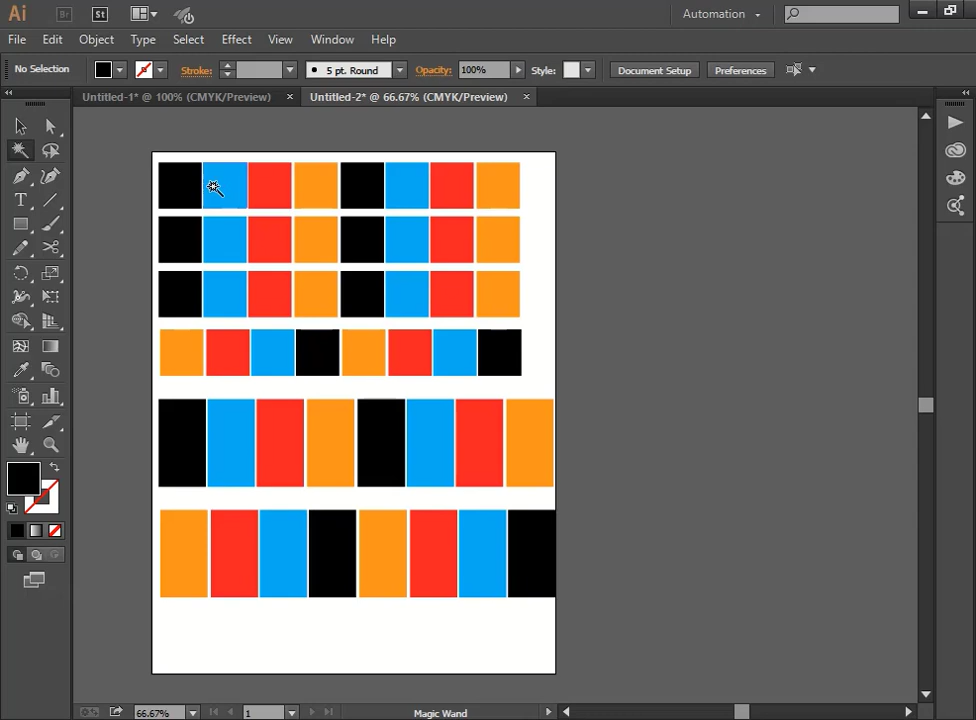 Ai Br St Automation
File Edit Object Type Select Effect View Window Help
No Selection Stroke: 5 pt. Round Opacity: 100% Style: Document Setup Preferences
Untitled-1* @ 100% (CMYK/Preview) × Untitled-2* @ 66.67% (CMYK/Preview) ×
T
66.67% 1 Magic Wand